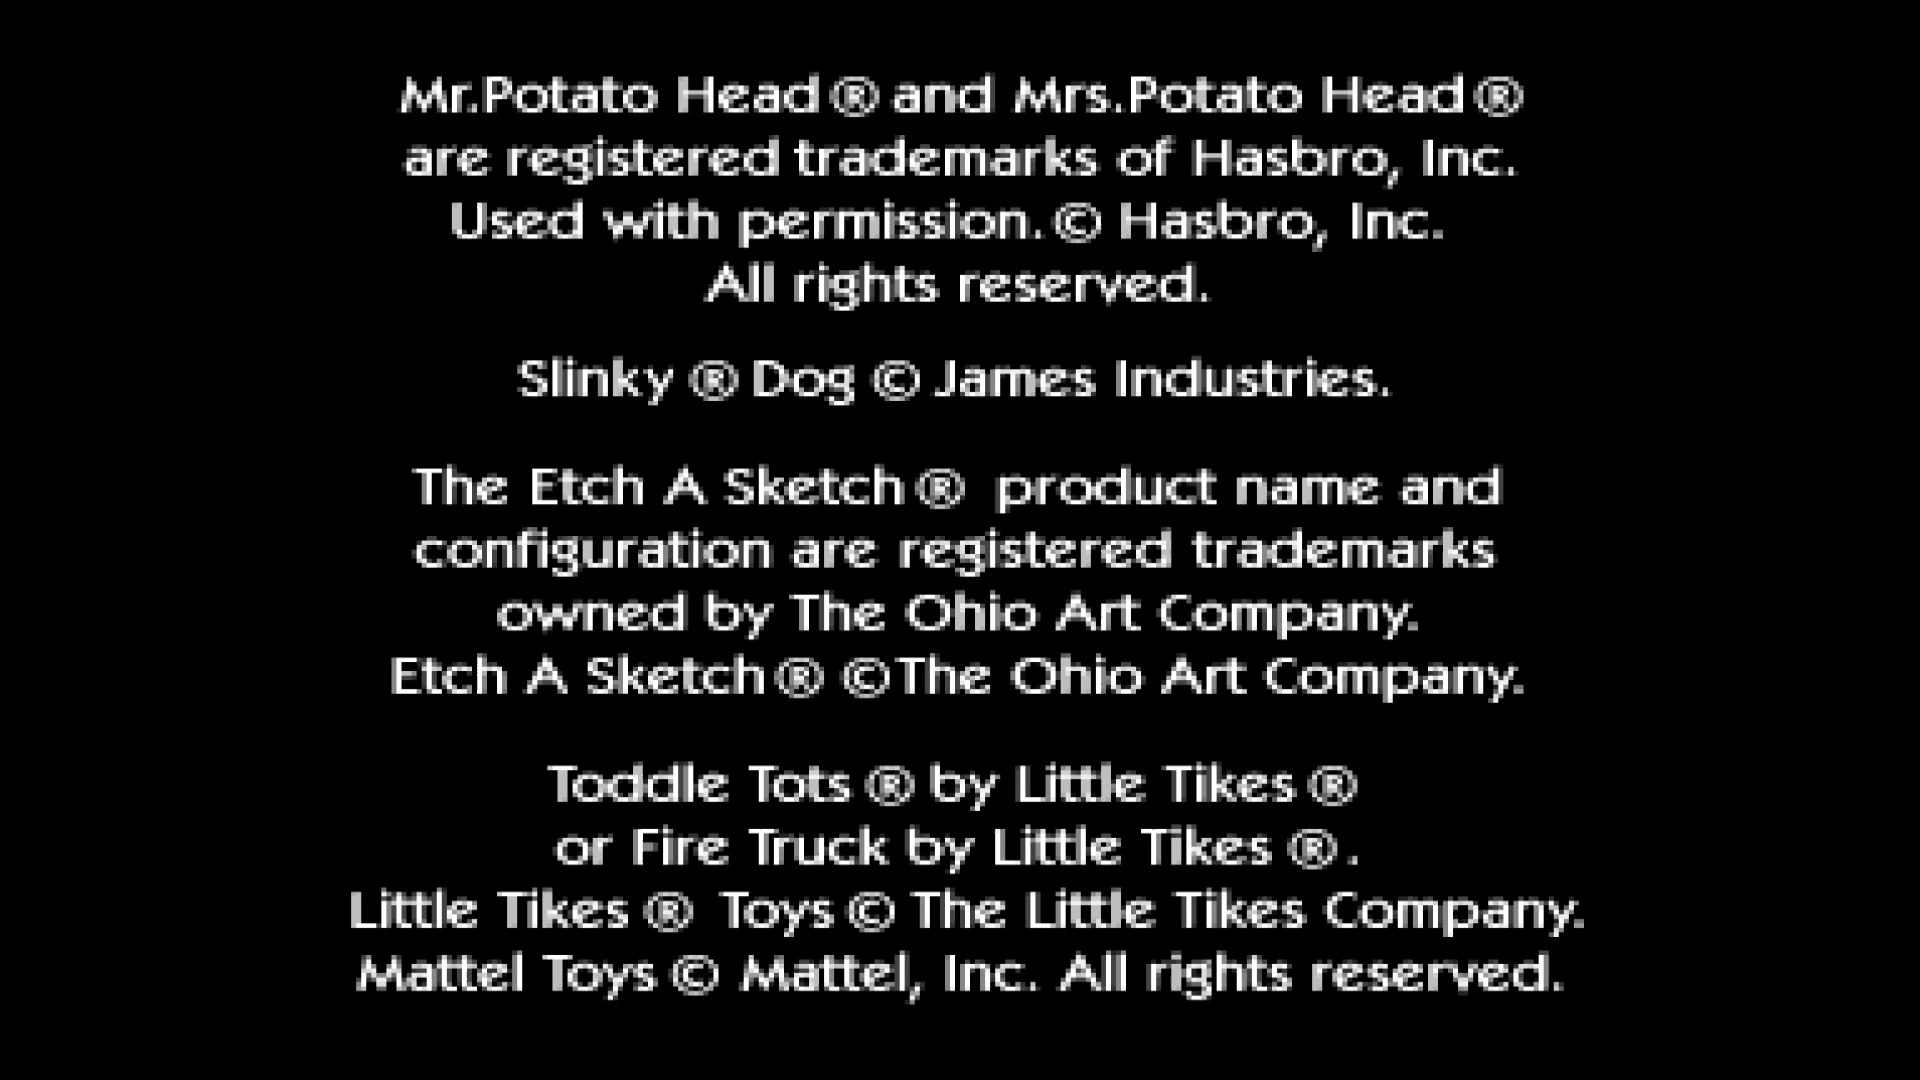 Mr.Potato Head® and Mrs.Potato Head®
are registered trademarks of Hasbro, Inc.
Used with permission.© Hasbro, Inc.
All rights reserved.
Slinky ® Dog © James Industries.
The Etch A Sketch® product name and
configuration are registered trademarks
owned by The Ohio Art Company.
Etch A Sketch® ©The Ohio Art Company.
Toddle Tots ® by Little Tikes ®
or Fire Truck by Little Tikes ®.
Little Tikes ® Toys © The Little Tikes Company.
Mattel Toys © Mattel, Inc. All rights reserved.